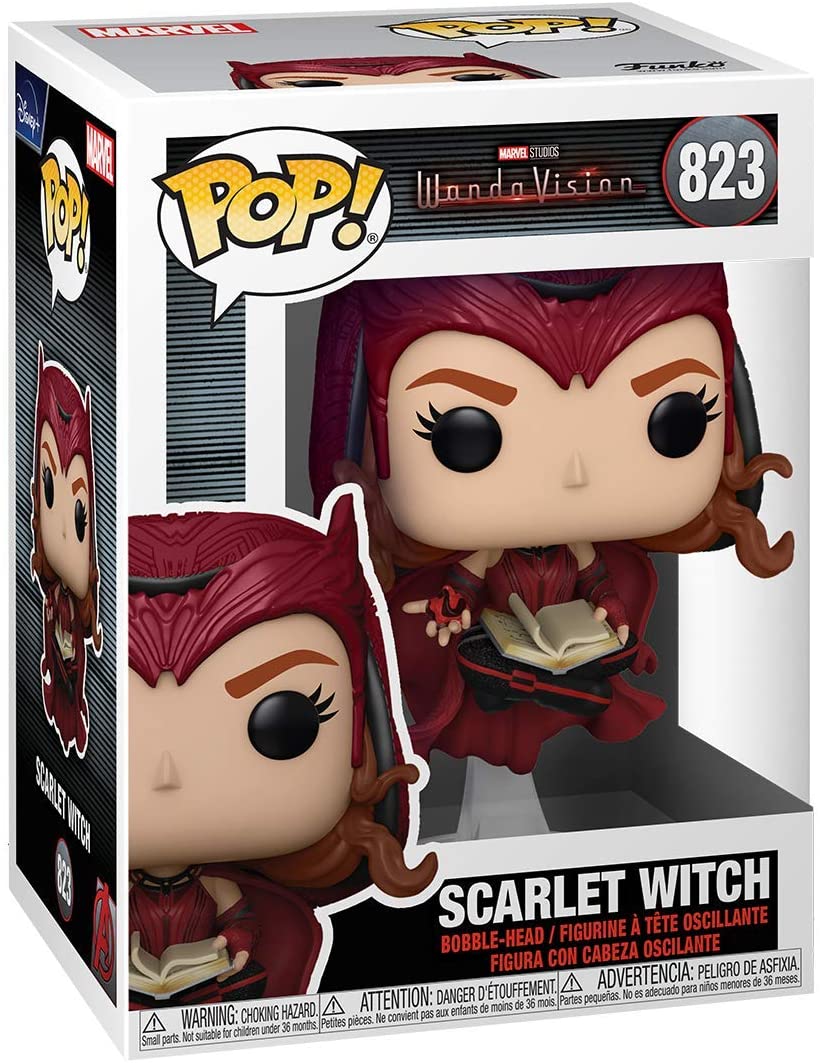 MARVEL
POP!
Funko
Disney+
MARVEL
POP!
SCARLET WITCH
823
POP!®
MARVEL STUDIOS
WandaVision
823
SCARLET WITCH
BOBBLE-HEAD / FIGURINE À TÊTE OSCILLANTE
FIGURA CON CABEZA OSCILANTE
WARNING: CHOKING HAZARD.
Small parts. Not suitable for children under 36 months.
ATTENTION: DANGER D'ÉTOUFFEMENT.
Petites pièces. Ne convient pas aux enfants de moins de 36 mois.
ADVERTENCIA: PELIGRO DE ASFIXIA.
Partes pequeñas. No es adecuado para niños menores de 36 meses.